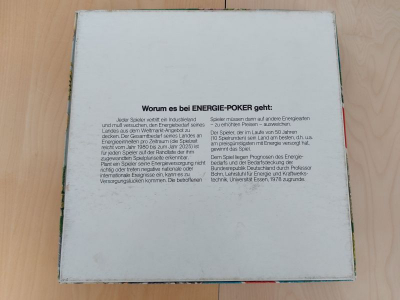 Worum es bei ENERGIE-POKER geht:
Jeder Spieler vertritt ein Industrieland
und muß versuchen, den Energiebedarf seines
Landes aus dem Weltmarkt-Angebot zu
decken. Der Gesamtbedarf seines Landes an
Energieeinheiten pro Zeitraum (die Spielzeit
reicht vom Jahr 1980 bis zum Jahr 2025) ist
für jeden Spieler auf der Randleiste der ihm
zugewendeten Spielplanseite erkennbar.
Plant ein Spieler seine Energieversorgung nicht
richtig oder treten negative, nationale oder
internationale Ereignisse ein, kann es zu
Versorgungslücken kommen. Die betroffenen
Spieler müssen dann auf andere Energiearten
– zu erhöhten Preisen – ausweichen.
Der Spieler, der im Laufe von 50 Jahren
(10 Spielrunden) sein Land am besten, d.h. u.a.
am preisgünstigsten mit Energie versorgt hat,
gewinnt das Spiel.
Dem Spiel liegen Prognosen des Energie-
bedarfs und der Bedarfsdeckung der
Bundesrepublik Deutschland durch Professor
Bohn, Lehrstuhl für Energie und Kraftwerks-
technik, Universität Essen, 1978 zugrunde.